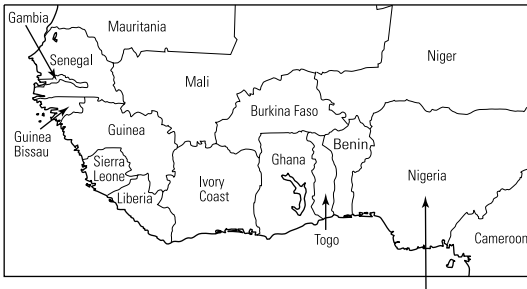 Gambia
Mauritania
Senegal
Niger
Mali
Burkina Faso
Guinea
Guinea
Bissau
Benin
Ghana
Sierra
Leone
Ivory
Coast
Nigeria
Liberia
Togo
Cameroon